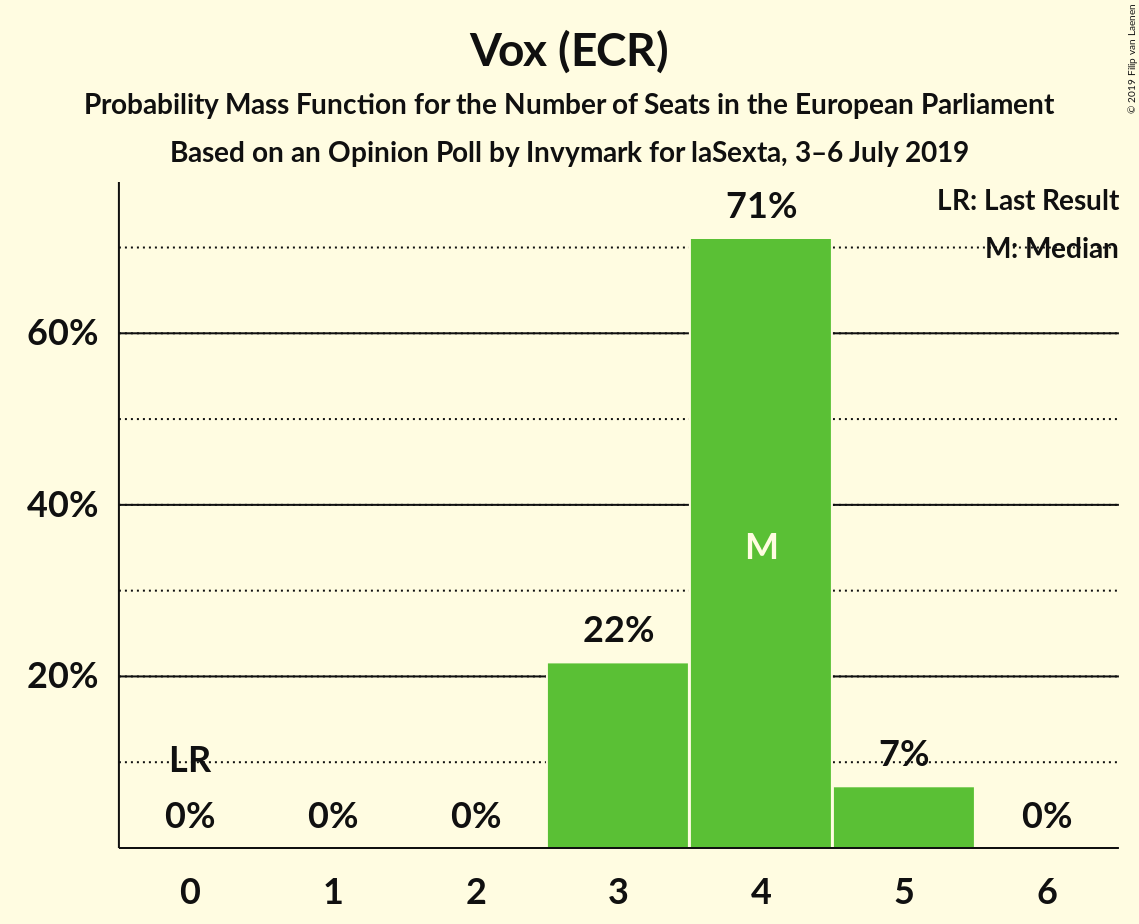 Vox (ECR)
Probability Mass Function for the Number of Seats in the European Parliament
Based on an Opinion Poll by Invymark for laSexta, 3–6 July 2019
© 2019 Filip van Laenen
LR: Last Result
M: Median
71%
60%
40%
M
22%
20%
LR
7%
0%
0%
0%
0%
0
1
2
3
4
5
6